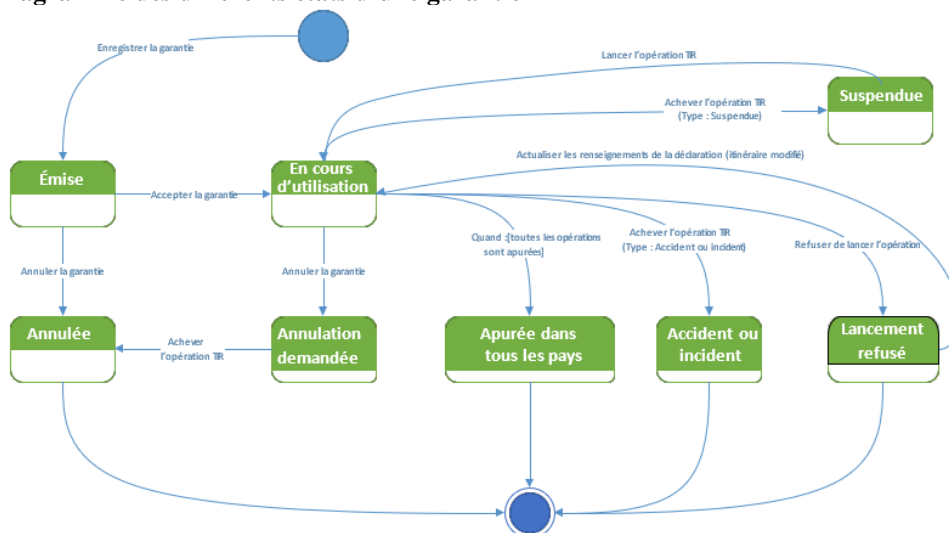 Enregistrer la garantie
Lancer l'opération TIR
Suspendue
Achever l'opération TIR
(Type : Suspendue)
Actualiser les renseignements de la déclaration (itinéraire modifié)
Émise
En cours
d'utilisation
Accepter la garantie
Quand :[toutes les opérations
sont apurées]
Achever l'opération TIR
(Type : Accident ou incident)
Refuser de lancer l'opération
Annuler la garantie
Annuler la garantie
Annulée
Achever
l'opération TIR
Annulation
demandée
Apurée dans
tous les pays
Accident ou
incident
Lancement
refusé